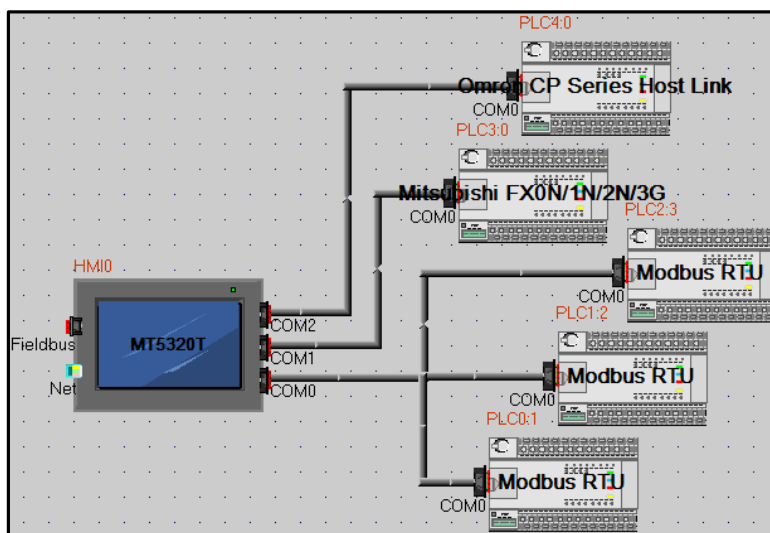 PLC4:0
Omron CP Series Host Link
COM0
PLC3:0
Mitsubishi FX0N/1N/2N/3G
COM0
PLC2:3
HMI0
Modbus RTU
COM0
PLC1:2
COM2
Fieldbus
MT5320T
COM1
Modbus RTU
Net
COM0
COM0
PLC0:1
Modbus RTU
COM0